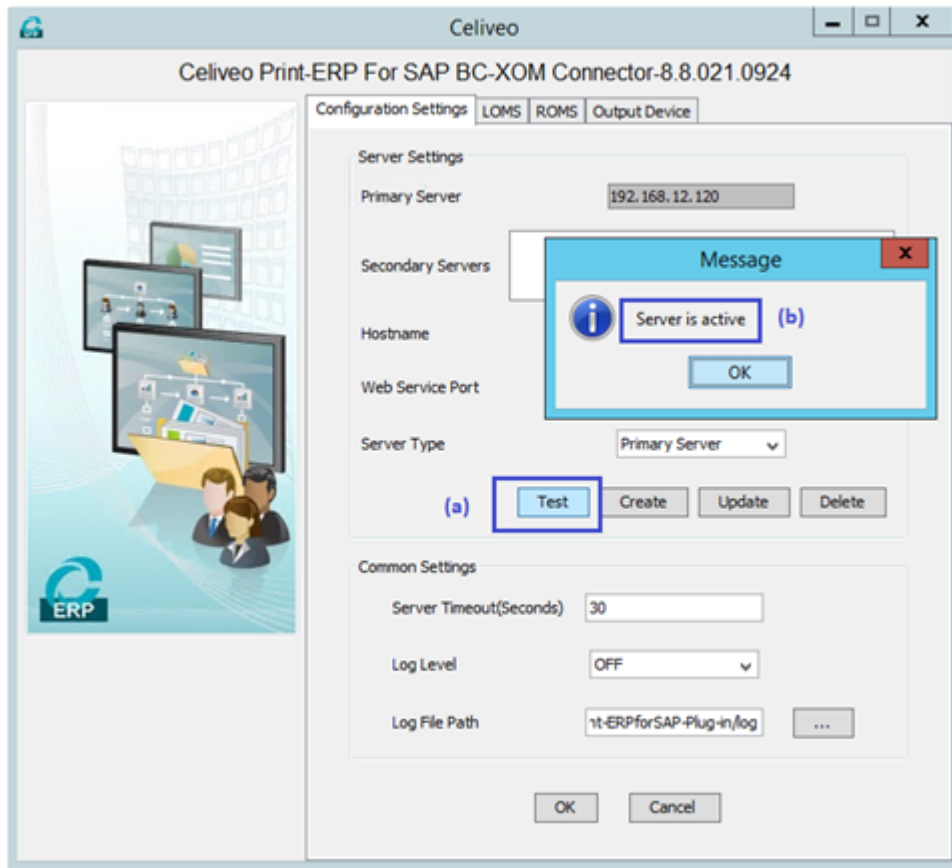 Celiveo
Celiveo Print-ERP For SAP BC-XOM Connector-8.8.021.0924
Configuration Settings LOMS ROMS Output Device
Server Settings
Primary Server 192.168.12.120
Secondary Servers
Message
Server is active (b)
OK
Hostname
Web Service Port
Server Type Primary Server
(a) Test Create Update Delete
Common Settings
Server Timeout(Seconds) 30
Log Level OFF
Log File Path nt-ERPforSAP-Plug-in/log ...
OK Cancel
ERP